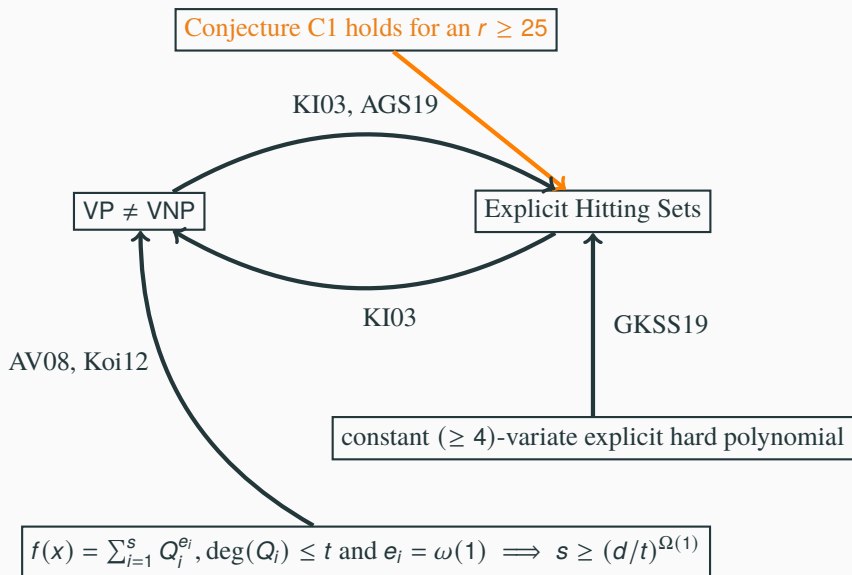 Conjecture C1 holds for an r ≥ 25
KI03, AGS19
VP ≠ VNP
Explicit Hitting Sets
KI03
GKSS19
AV08, Koi12
constant (≥ 4)-variate explicit hard polynomial
f(x) = ∑_{i=1}^{s} Q_i^{e_i}, deg(Q_i) ≤ t and e_i = ω(1) ⟹ s ≥ (d/t)^{Ω(1)}